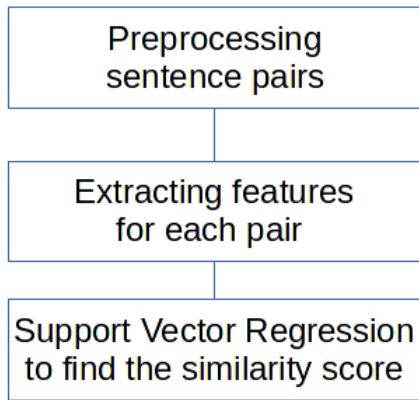 Preprocessing
sentence pairs
Extracting features
for each pair
Support Vector Regression
to find the similarity score